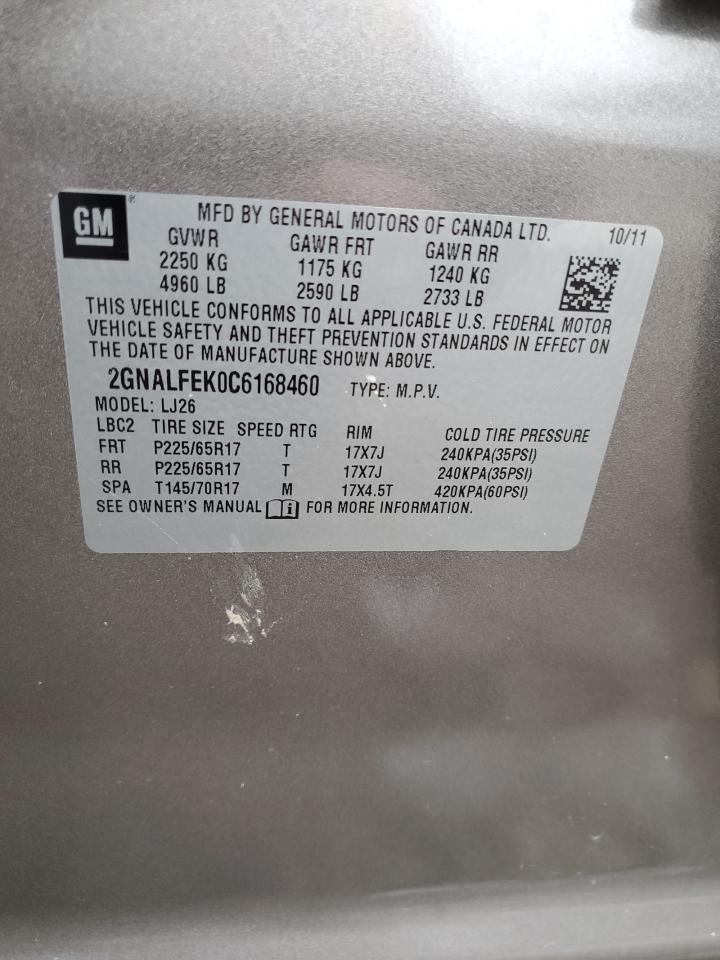 GM
MFD BY GENERAL MOTORS OF CANADA LTD. 10/11
GVWR GAWR FRT GAWR RR
2250 KG 1175 KG 1240 KG
4960 LB 2590 LB 2733 LB
THIS VEHICLE CONFORMS TO ALL APPLICABLE U.S. FEDERAL MOTOR
VEHICLE SAFETY AND THEFT PREVENTION STANDARDS IN EFFECT ON
THE DATE OF MANUFACTURE SHOWN ABOVE.
2GNALFEK0C6168460 TYPE: M.P.V.
MODEL: LJ26
LBC2 TIRE SIZE SPEED RTG RIM COLD TIRE PRESSURE
FRT P225/65R17 T 17X7J 240KPA(35PSI)
RR P225/65R17 T 17X7J 240KPA(35PSI)
SPA T145/70R17 M 17X4.5T 420KPA(60PSI)
SEE OWNER'S MANUAL FOR MORE INFORMATION.